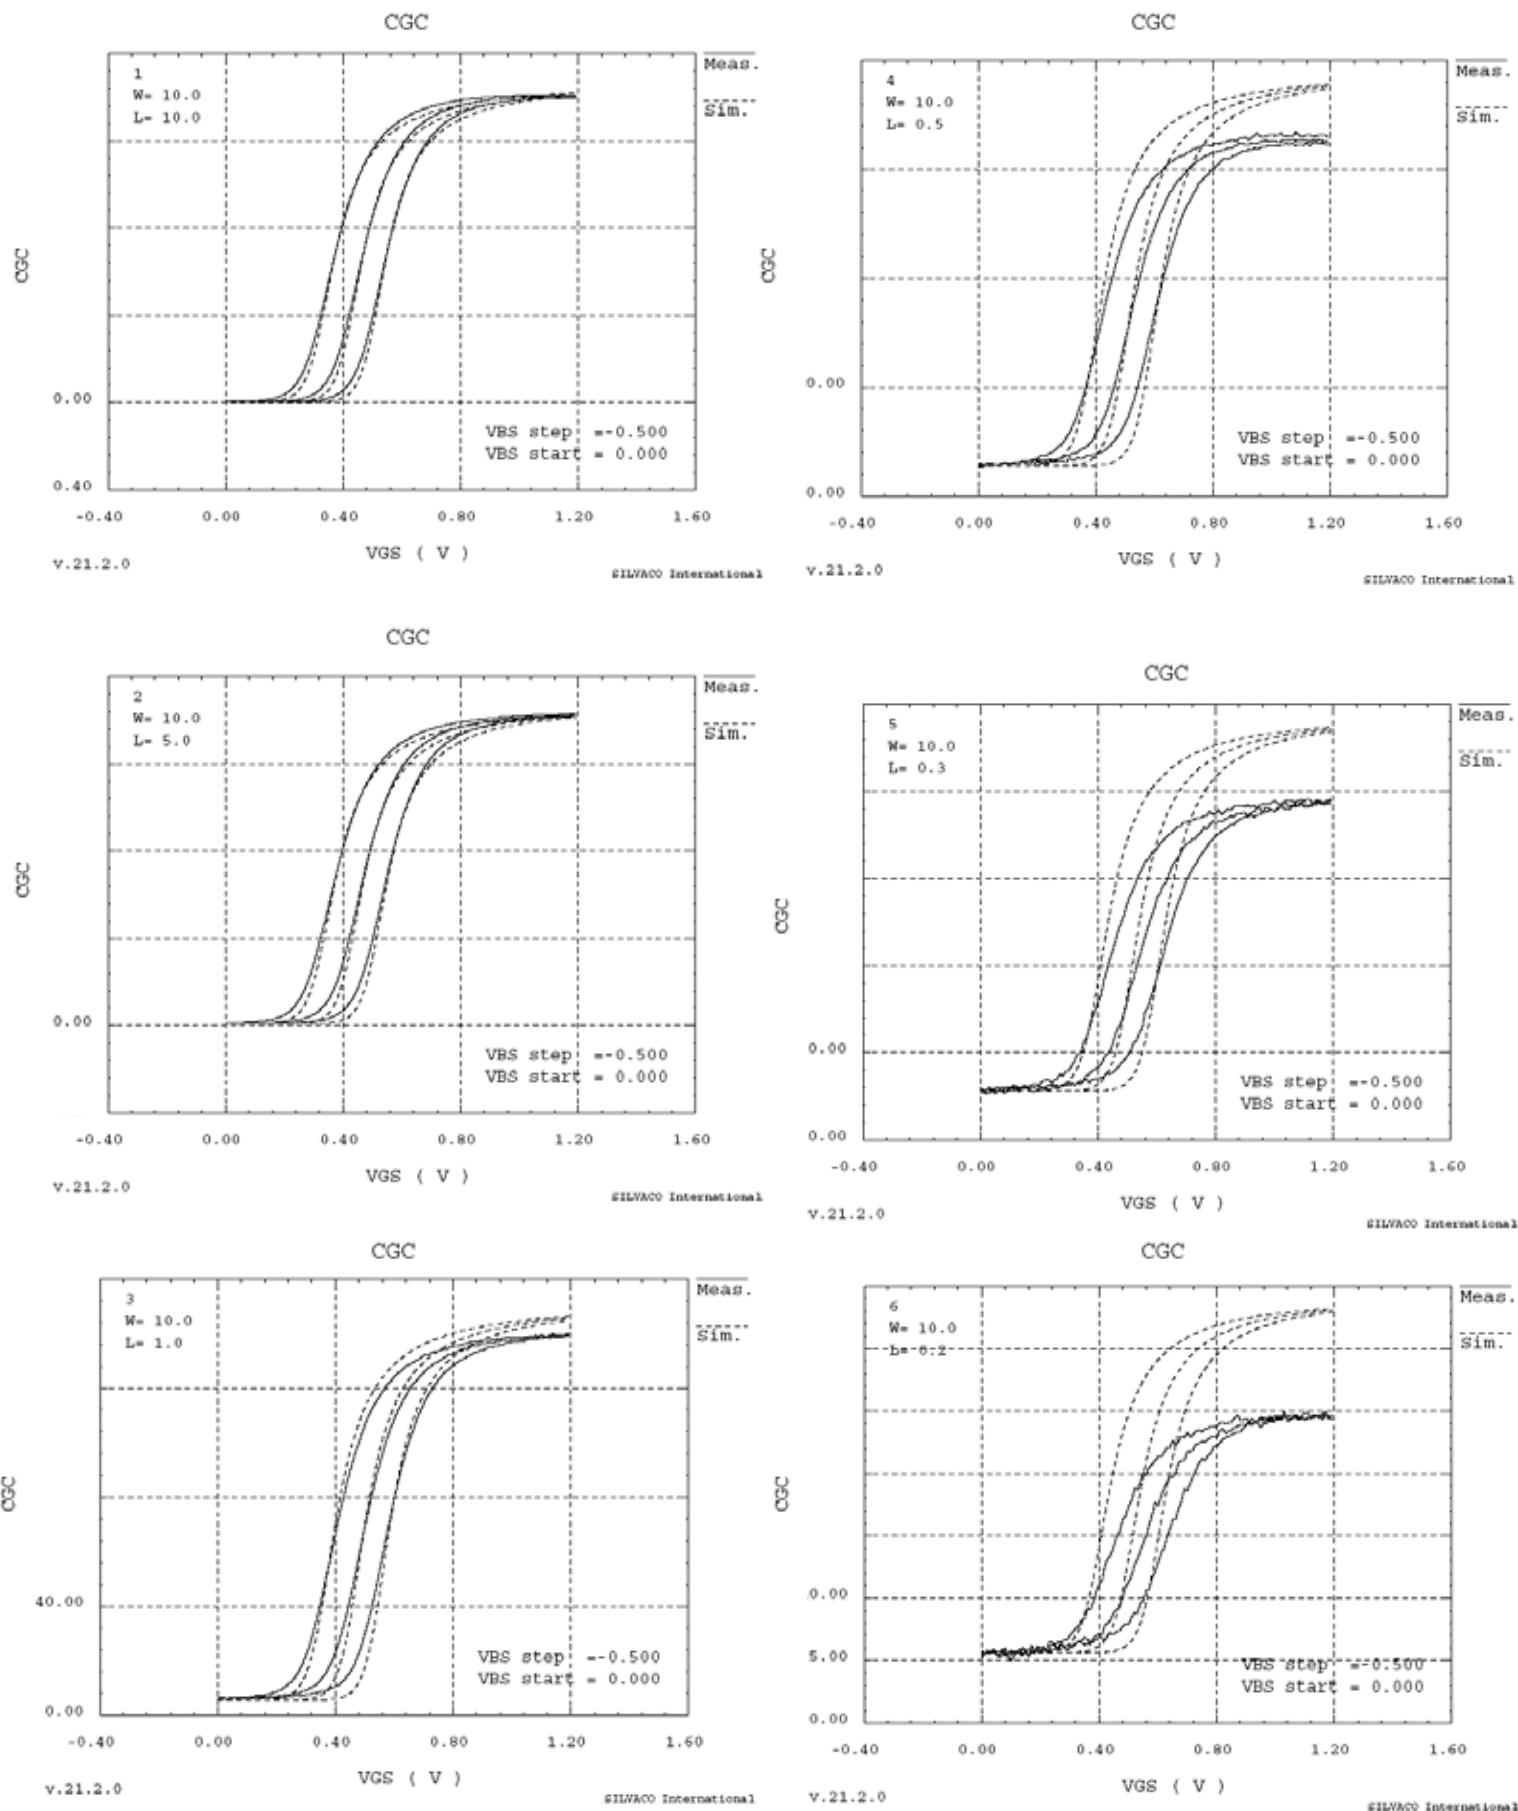 CGC
Meas.
Sim.
1
W= 10.0
L= 10.0
CGC
0.00
0.40
VBS step =-0.500
VBS start = 0.000
-0.40 0.00 0.40 0.80 1.20 1.60
VGS ( V )
v.21.2.0
SILVACO International
CGC
Meas.
Sim.
4
W= 10.0
L= 0.5
CGC
0.00
0.00
VBS step =-0.500
VBS start = 0.000
-0.40 0.00 0.40 0.80 1.20 1.60
VGS ( V )
v.21.2.0
SILVACO International
CGC
Meas.
Sim.
2
W= 10.0
L= 5.0
CGC
0.00
VBS step =-0.500
VBS start = 0.000
-0.40 0.00 0.40 0.80 1.20 1.60
VGS ( V )
v.21.2.0
SILVACO International
CGC
Meas.
Sim.
5
W= 10.0
L= 0.3
CGC
0.00
0.00
VBS step =-0.500
VBS start = 0.000
-0.40 0.00 0.40 0.80 1.20 1.60
VGS ( V )
v.21.2.0
SILVACO International
CGC
Meas.
Sim.
3
W= 10.0
L= 1.0
CGC
40.00
0.00
VBS step =-0.500
VBS start = 0.000
-0.40 0.00 0.40 0.80 1.20 1.60
VGS ( V )
v.21.2.0
SILVACO International
CGC
Meas.
Sim.
6
W= 10.0
L= 0.2
CGC
5.00
0.00
VBS step =-0.500
VBS start = 0.000
-0.40 0.00 0.40 0.80 1.20 1.60
VGS ( V )
v.21.2.0
SILVACO International